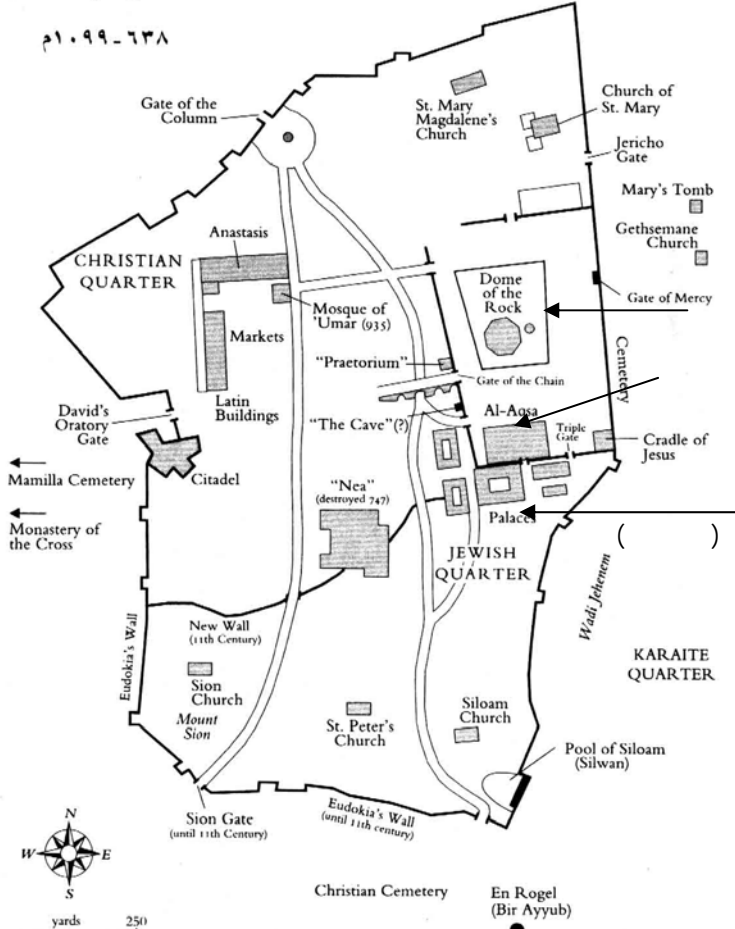 ٦٣٨-١٠٩٩م
Gate of the
Column
St. Mary
Magdalene's
Church
Church of
St. Mary
Jericho
Gate
Mary's Tomb
Gethsemane
Church
Anastasis
CHRISTIAN
QUARTER
Dome
of the
Rock
Gate of Mercy
Mosque of
'Umar (935)
Markets
"Praetorium"
Gate of the Chain
Cemetery
Latin
Buildings
David's
Oratory
Gate
"The Cave"(?)
Al-Aqsa
Triple
Gate
Cradle of
Jesus
Citadel
Mamilla Cemetery
"Nea"
(destroyed 747)
Monastery of
the Cross
Palaces
( )
JEWISH
QUARTER
Wadi Jehenem
New Wall
(11th Century)
Eudokia's Wall
KARAITE
QUARTER
Sion
Church
Mount
Sion
St. Peter's
Church
Siloam
Church
Pool of Siloam
(Silwan)
Sion Gate
(until 11th Century)
Eudokia's Wall
(until 11th century)
N
W E
S
Christian Cemetery
En Rogel
(Bir Ayyub)
yards 250